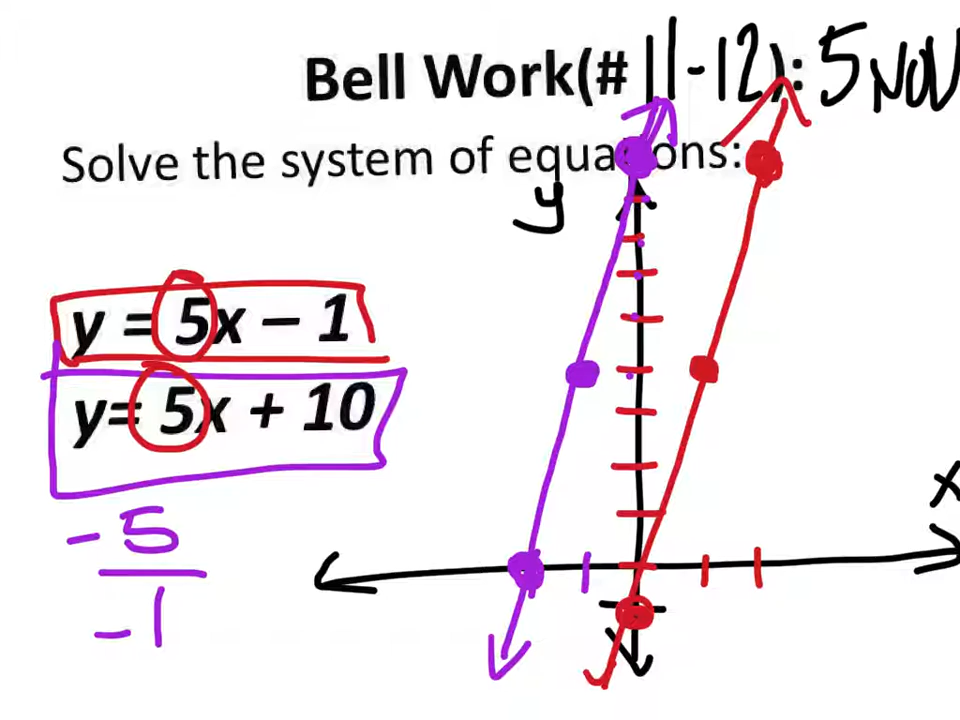 Bell Work(# 11-12): 5 NOV
Solve the system of equations:
y
y = 5x – 1
y= 5x + 10
x
-5
-1